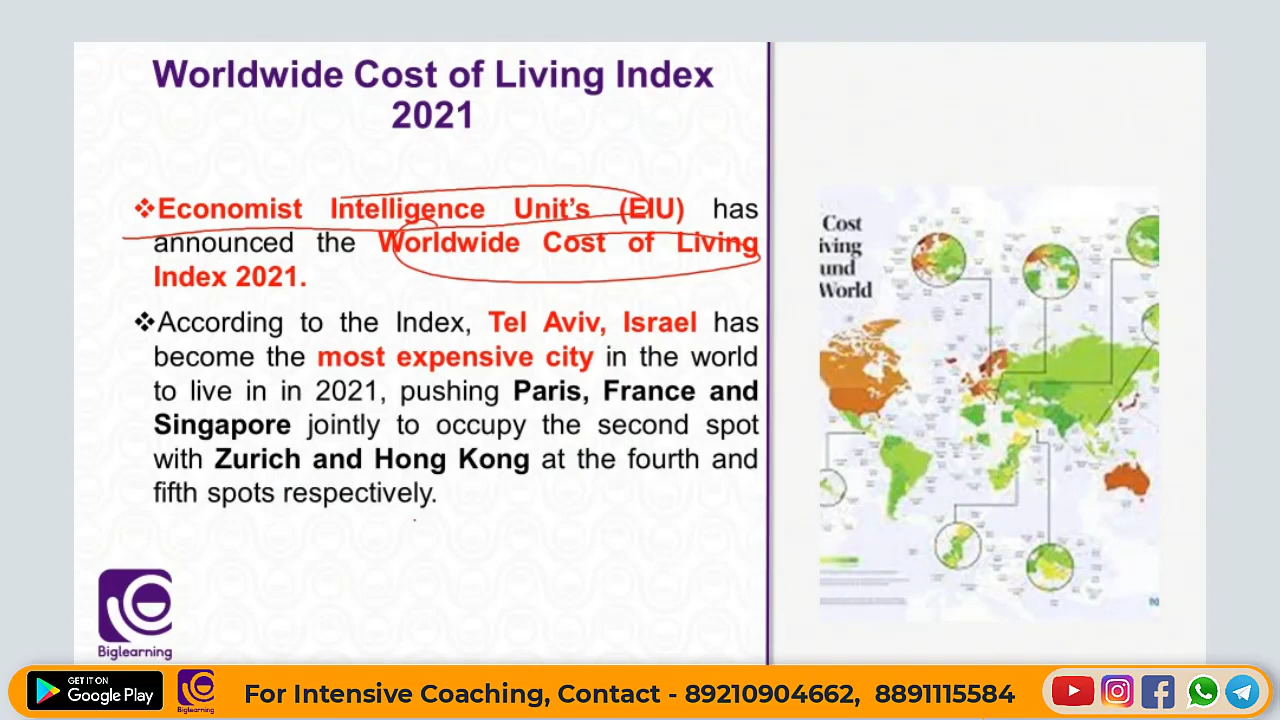 Worldwide Cost of Living Index
2021
❖Economist Intelligence Unit's (EIU) has
announced the Worldwide Cost of Living
Index 2021.
❖According to the Index, Tel Aviv, Israel has
become the most expensive city in the world
to live in in 2021, pushing Paris, France and
Singapore jointly to occupy the second spot
with Zurich and Hong Kong at the fourth and
fifth spots respectively.
Cost
iving
und
World
Biglearning
GET IT ON
Google Play
Biglearning
For Intensive Coaching, Contact - 89210904662, 8891115584